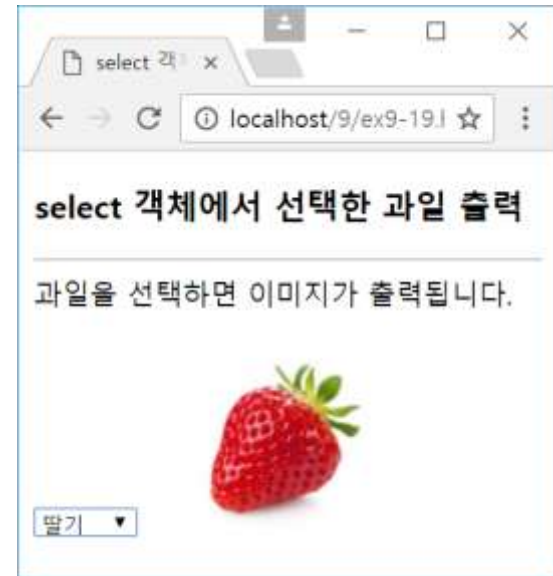 select 객
localhost/9/ex9-19.
select 객체에서 선택한 과일 출력
과일을 선택하면 이미지가 출력됩니다.
딸기